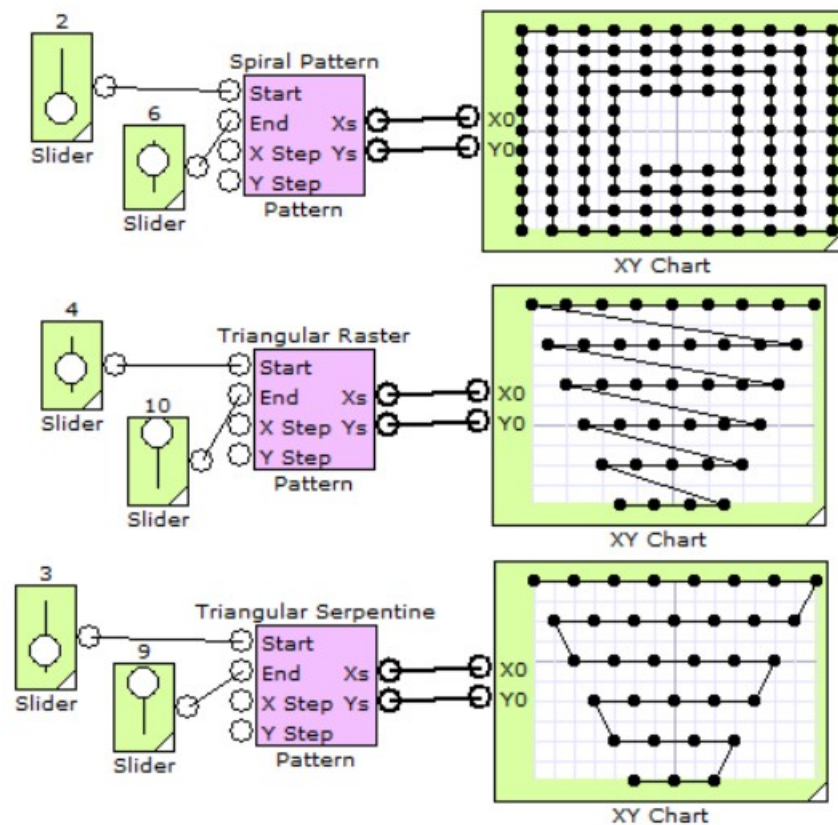 2
Slider
6
Slider
Spiral Pattern
Start
End Xs
X Step Ys
Y Step
Pattern
X0
Y0
XY Chart
4
Slider
10
Slider
Triangular Raster
Start
End Xs
X Step Ys
Y Step
Pattern
X0
Y0
XY Chart
3
Slider
9
Slider
Triangular Serpentine
Start
End Xs
X Step Ys
Y Step
Pattern
X0
Y0
XY Chart